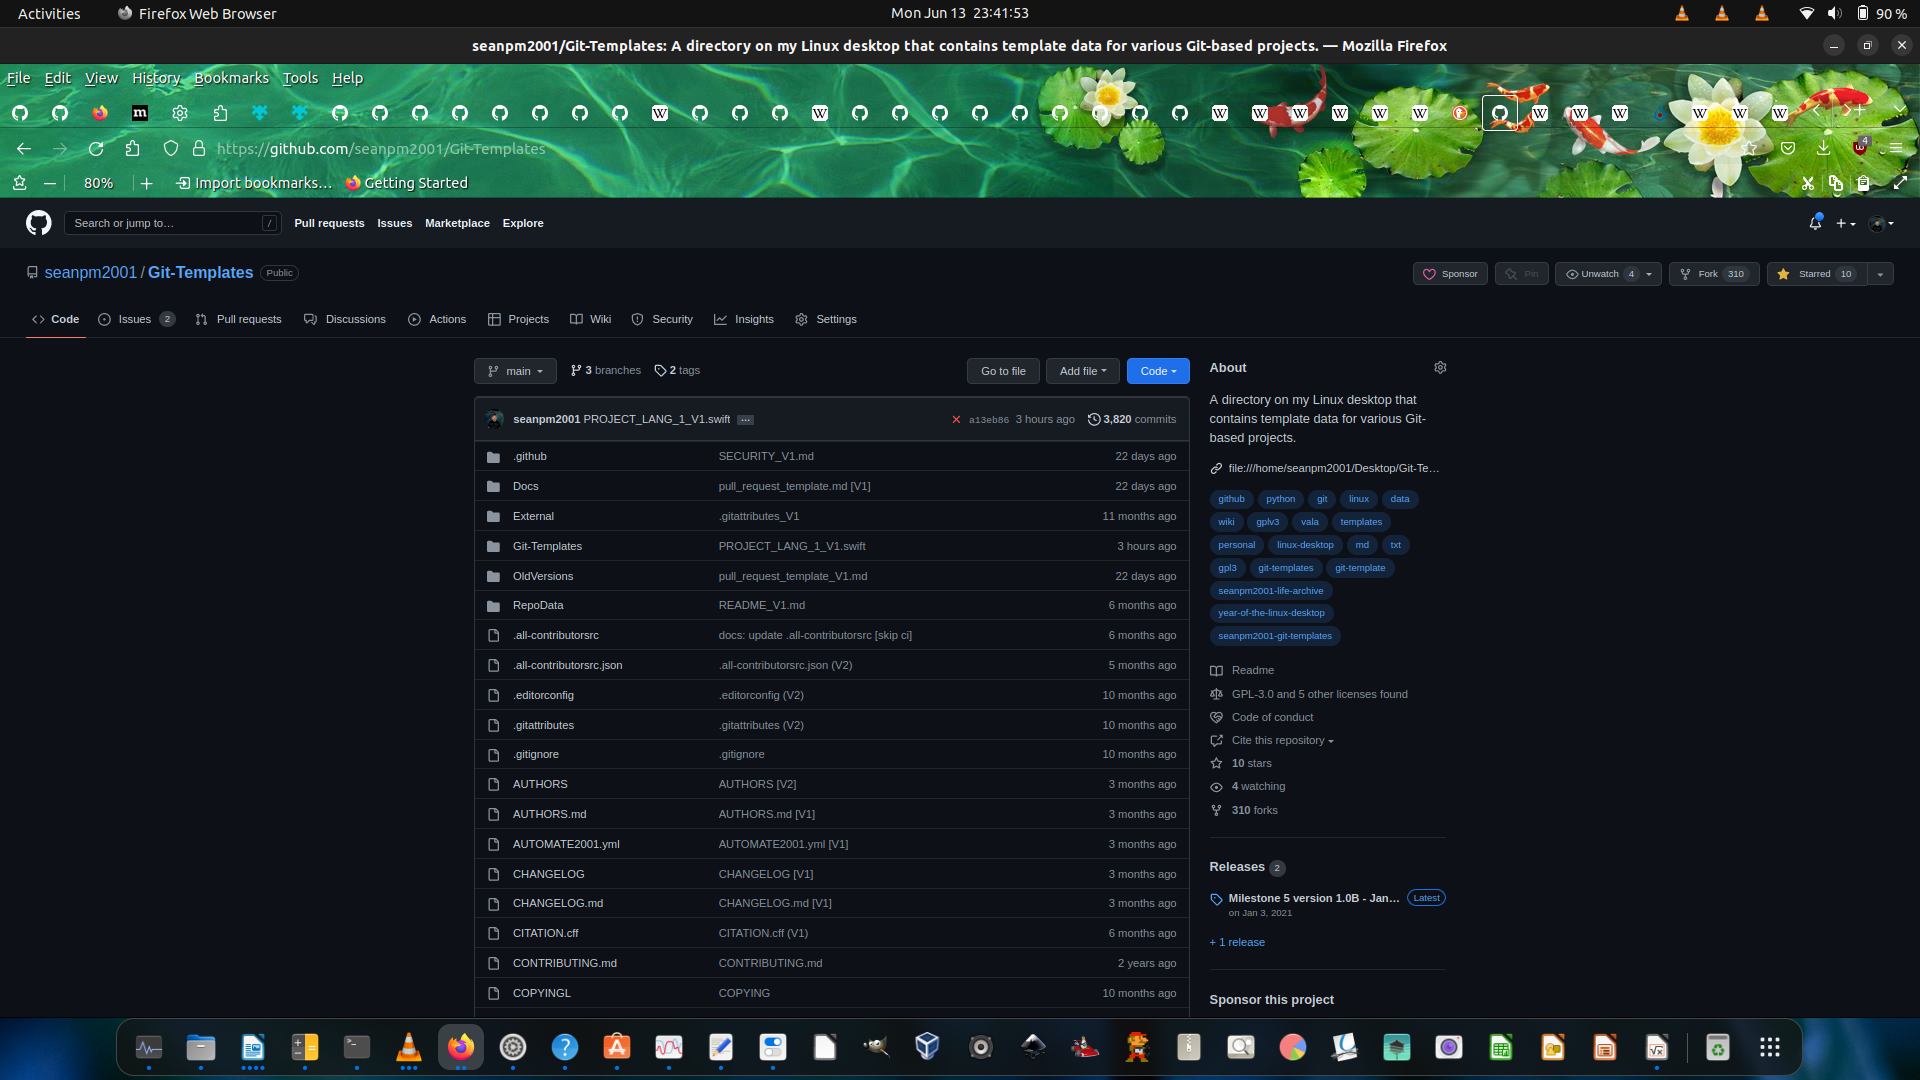 Activities Firefox Web Browser Mon Jun 13 23:41:53 90 %
seanpm2001/Git-Templates: A directory on my Linux desktop that contains template data for various Git-based projects. — Mozilla Firefox
File Edit View History Bookmarks Tools Help
https://github.com/seanpm2001/Git-Templates 4
80% Import bookmarks… Getting Started
Search or jump to… / Pull requests Issues Marketplace Explore
seanpm2001 / Git-Templates Public Sponsor Pin Unwatch 4 Fork 310 Starred 10
Code Issues 2 Pull requests Discussions Actions Projects Wiki Security Insights Settings
main 3 branches 2 tags Go to file Add file Code
seanpm2001 PROJECT_LANG_1_V1.swift ... a13eb86 3 hours ago 3,820 commits
.github SECURITY_V1.md 22 days ago
Docs pull_request_template.md [V1] 22 days ago
External .gitattributes_V1 11 months ago
Git-Templates PROJECT_LANG_1_V1.swift 3 hours ago
OldVersions pull_request_template_V1.md 22 days ago
RepoData README_V1.md 6 months ago
.all-contributorsrc docs: update .all-contributorsrc [skip ci] 6 months ago
.all-contributorsrc.json .all-contributorsrc.json (V2) 5 months ago
.editorconfig .editorconfig (V2) 10 months ago
.gitattributes .gitattributes (V2) 10 months ago
.gitignore .gitignore 10 months ago
AUTHORS AUTHORS [V2] 3 months ago
AUTHORS.md AUTHORS.md [V1] 3 months ago
AUTOMATE2001.yml AUTOMATE2001.yml [V1] 3 months ago
CHANGELOG CHANGELOG [V1] 3 months ago
CHANGELOG.md CHANGELOG.md [V1] 3 months ago
CITATION.cff CITATION.cff (V1) 6 months ago
CONTRIBUTING.md CONTRIBUTING.md 2 years ago
COPYINGL COPYING 10 months ago
About
A directory on my Linux desktop that
contains template data for various Git-
based projects.
file:///home/seanpm2001/Desktop/Git-Te…
github python git linux data
wiki gplv3 vala templates
personal linux-desktop md txt
gpl3 git-templates git-template
seanpm2001-life-archive
year-of-the-linux-desktop
seanpm2001-git-templates
Readme
GPL-3.0 and 5 other licenses found
Code of conduct
Cite this repository
10 stars
4 watching
310 forks
Releases 2
Milestone 5 version 1.0B - Jan… Latest
on Jan 3, 2021
+ 1 release
Sponsor this project